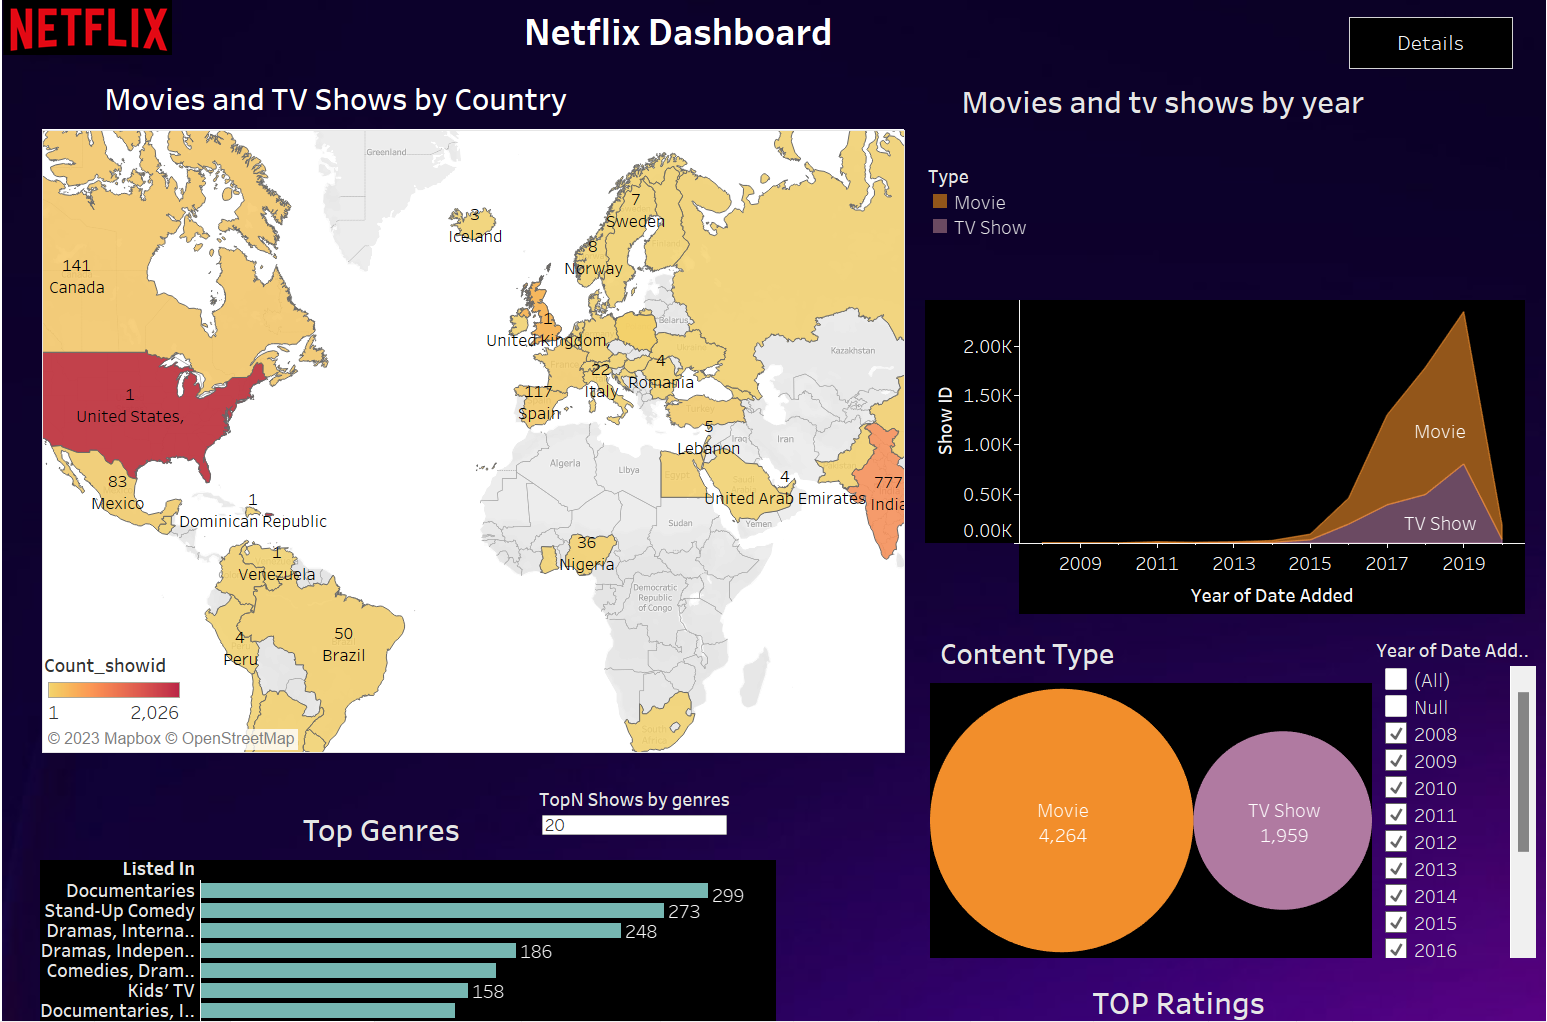 NETFLIX
Netflix Dashboard
Details
Movies and TV Shows by Country
Greenland
3
Iceland
7
Sweden
8
Norway
141
Canada
1
United Kingdom
Belarus
Kazakhstan
22
Italy
4
Romania
117
Spain
1
United States,
Turkey
5
Lebanon
Iraq
Iran
Algeria
Libya
Egypt
4
United Arab Emirates
777
India
83
Mexico
1
Dominican Republic
Sudan
Yemen
36
Nigeria
1
Venezuela
Democratic
Republic
of Congo
4
Peru
50
Brazil
South
Africa
Count_showid
1 2,026
© 2023 Mapbox © OpenStreetMap
Movies and tv shows by year
Type
Movie
TV Show
Show ID
2.00K
1.50K
1.00K
0.50K
0.00K
Movie
TV Show
2009 2011 2013 2015 2017 2019
Year of Date Added
Content Type
Movie
4,264
TV Show
1,959
Year of Date Add..
(All)
Null
2008
2009
2010
2011
2012
2013
2014
2015
2016
Top Genres
TopN Shows by genres
20
Listed In
Documentaries 299
Stand-Up Comedy 273
Dramas, Interna.. 248
Dramas, Indepen.. 186
Comedies, Dram..
Kids' TV 158
Documentaries, I..
TOP Ratings